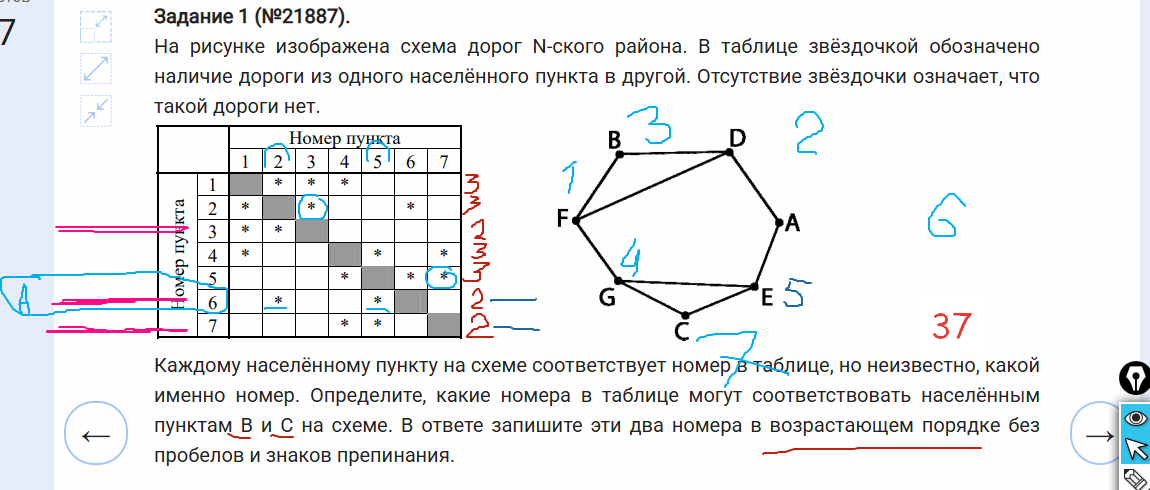 7
Задание 1 (№21887).
На рисунке изображена схема дорог N-ского района. В таблице звёздочкой обозначено
наличие дороги из одного населённого пункта в другой. Отсутствие звёздочки означает, что
такой дороги нет.
Номер пункта
1 2 3 4 5 6 7
Номер пункта
1 * * * 3
2 * * * 3
3 * * 2
4 * * * 3
5 * * * 3
6 * * 2
7 * * 2
A
B 3 D 2
1
F A 6
4
G E 5
C 7
37
Каждому населённому пункту на схеме соответствует номер в таблице, но неизвестно, какой
именно номер. Определите, какие номера в таблице могут соответствовать населённым
пунктам B и C на схеме. В ответе запишите эти два номера в возрастающем порядке без
пробелов и знаков препинания.